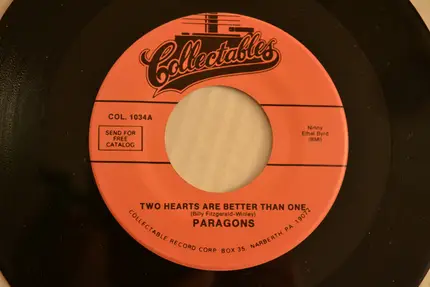 Collectables
COL. 1034A
SEND FOR
FREE
CATALOG
Ninny
Ethel Byrd
(BMI)
TWO HEARTS ARE BETTER THAN ONE
(Billy Fitzgerald-Winley)
PARAGONS
COLLECTABLE RECORD CORP. BOX 35, NARBERTH, PA. 19072